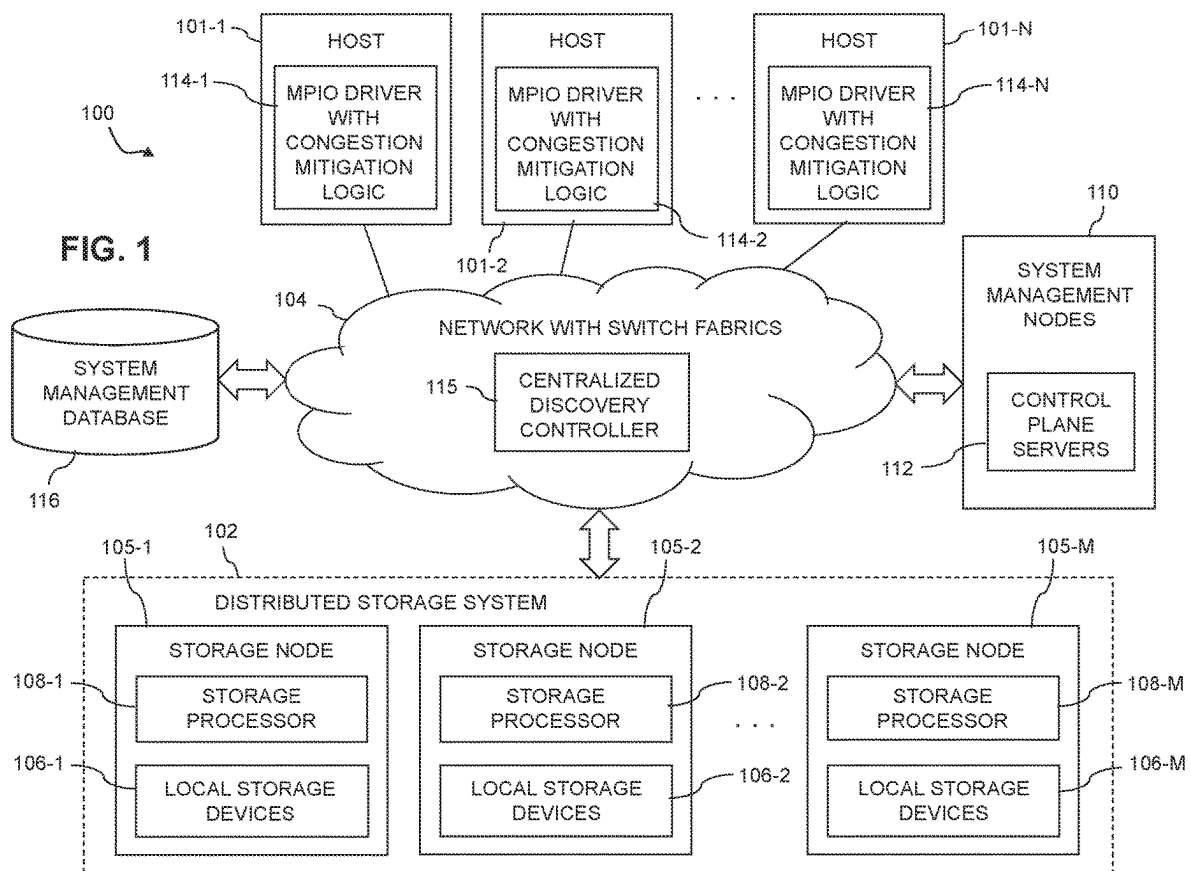 101-1
HOST
HOST
HOST
101-N
114-1
MPIO DRIVER
WITH
CONGESTION
MITIGATION
LOGIC
MPIO DRIVER
WITH
CONGESTION
MITIGATION
LOGIC
. . .
MPIO DRIVER
WITH
CONGESTION
MITIGATION
LOGIC
114-N
100
FIG. 1
101-2
114-2
110
104
NETWORK WITH SWITCH FABRICS
SYSTEM
MANAGEMENT
NODES
SYSTEM
MANAGEMENT
DATABASE
115
CENTRALIZED
DISCOVERY
CONTROLLER
CONTROL
PLANE
SERVERS
112
116
102
105-1
105-2
105-M
DISTRIBUTED STORAGE SYSTEM
STORAGE NODE
STORAGE NODE
STORAGE NODE
108-1
STORAGE
PROCESSOR
STORAGE
PROCESSOR
108-2
. . .
STORAGE
PROCESSOR
108-M
106-1
LOCAL STORAGE
DEVICES
LOCAL STORAGE
DEVICES
106-2
LOCAL STORAGE
DEVICES
106-M